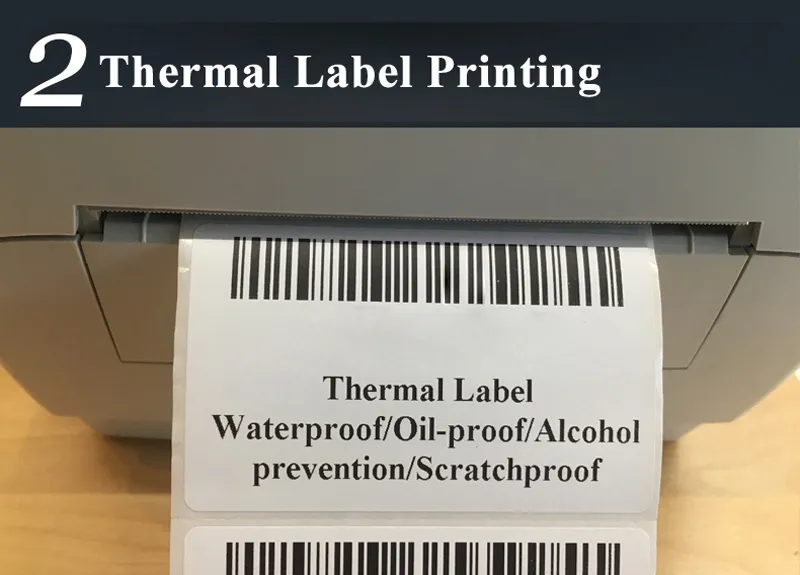 2 Thermal Label Printing
Thermal Label
Waterproof/Oil-proof/Alcohol
prevention/Scratchproof